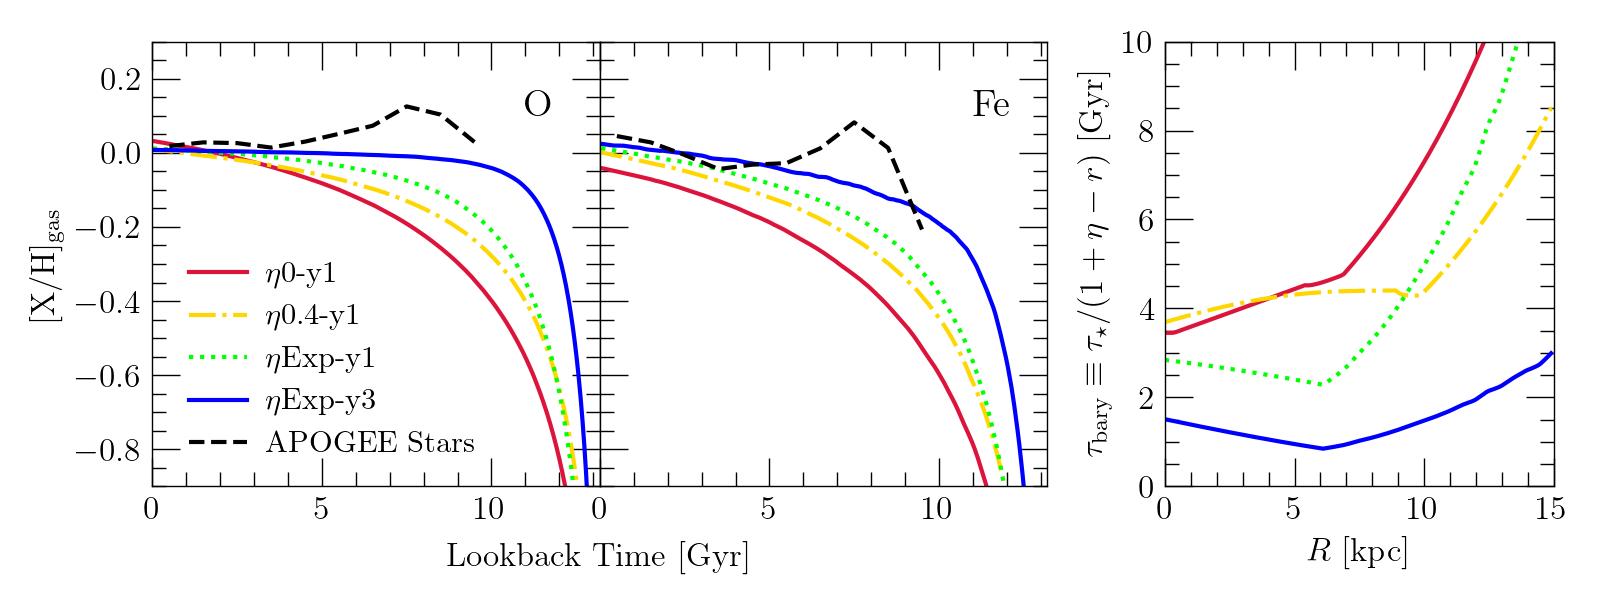 0.2
0.0
−0.2
−0.4
−0.6
−0.8
[X/H]gas
O
η0-y1
η0.4-y1
ηExp-y1
ηExp-y3
APOGEE Stars
0 5 10
Fe
0 5 10
Lookback Time [Gyr]
10
8
6
4
2
0
τbary ≡ τ⋆/(1 + η − r) [Gyr]
0 5 10 15
R [kpc]